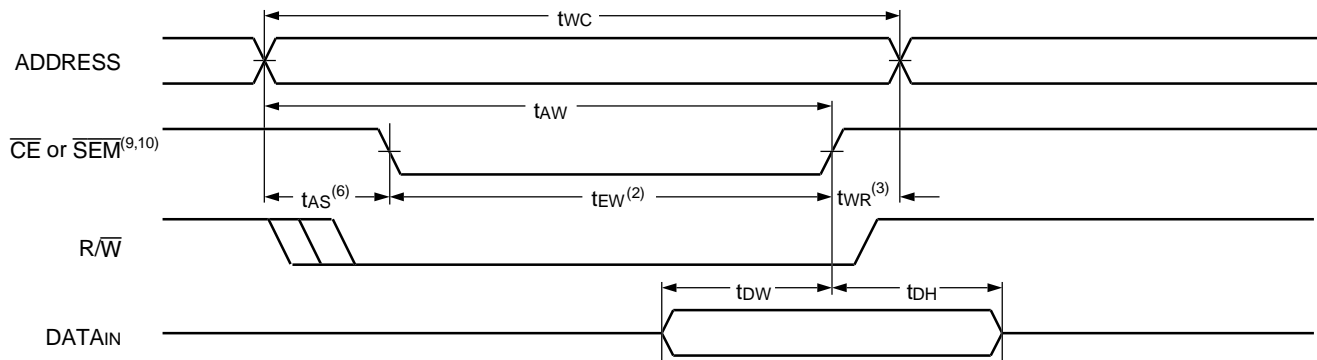 tWC
ADDRESS
tAW
CE or SEM(9,10)
tAS(6)
tEW(2)
tWR(3)
R/W
tDW
tDH
DATAIN